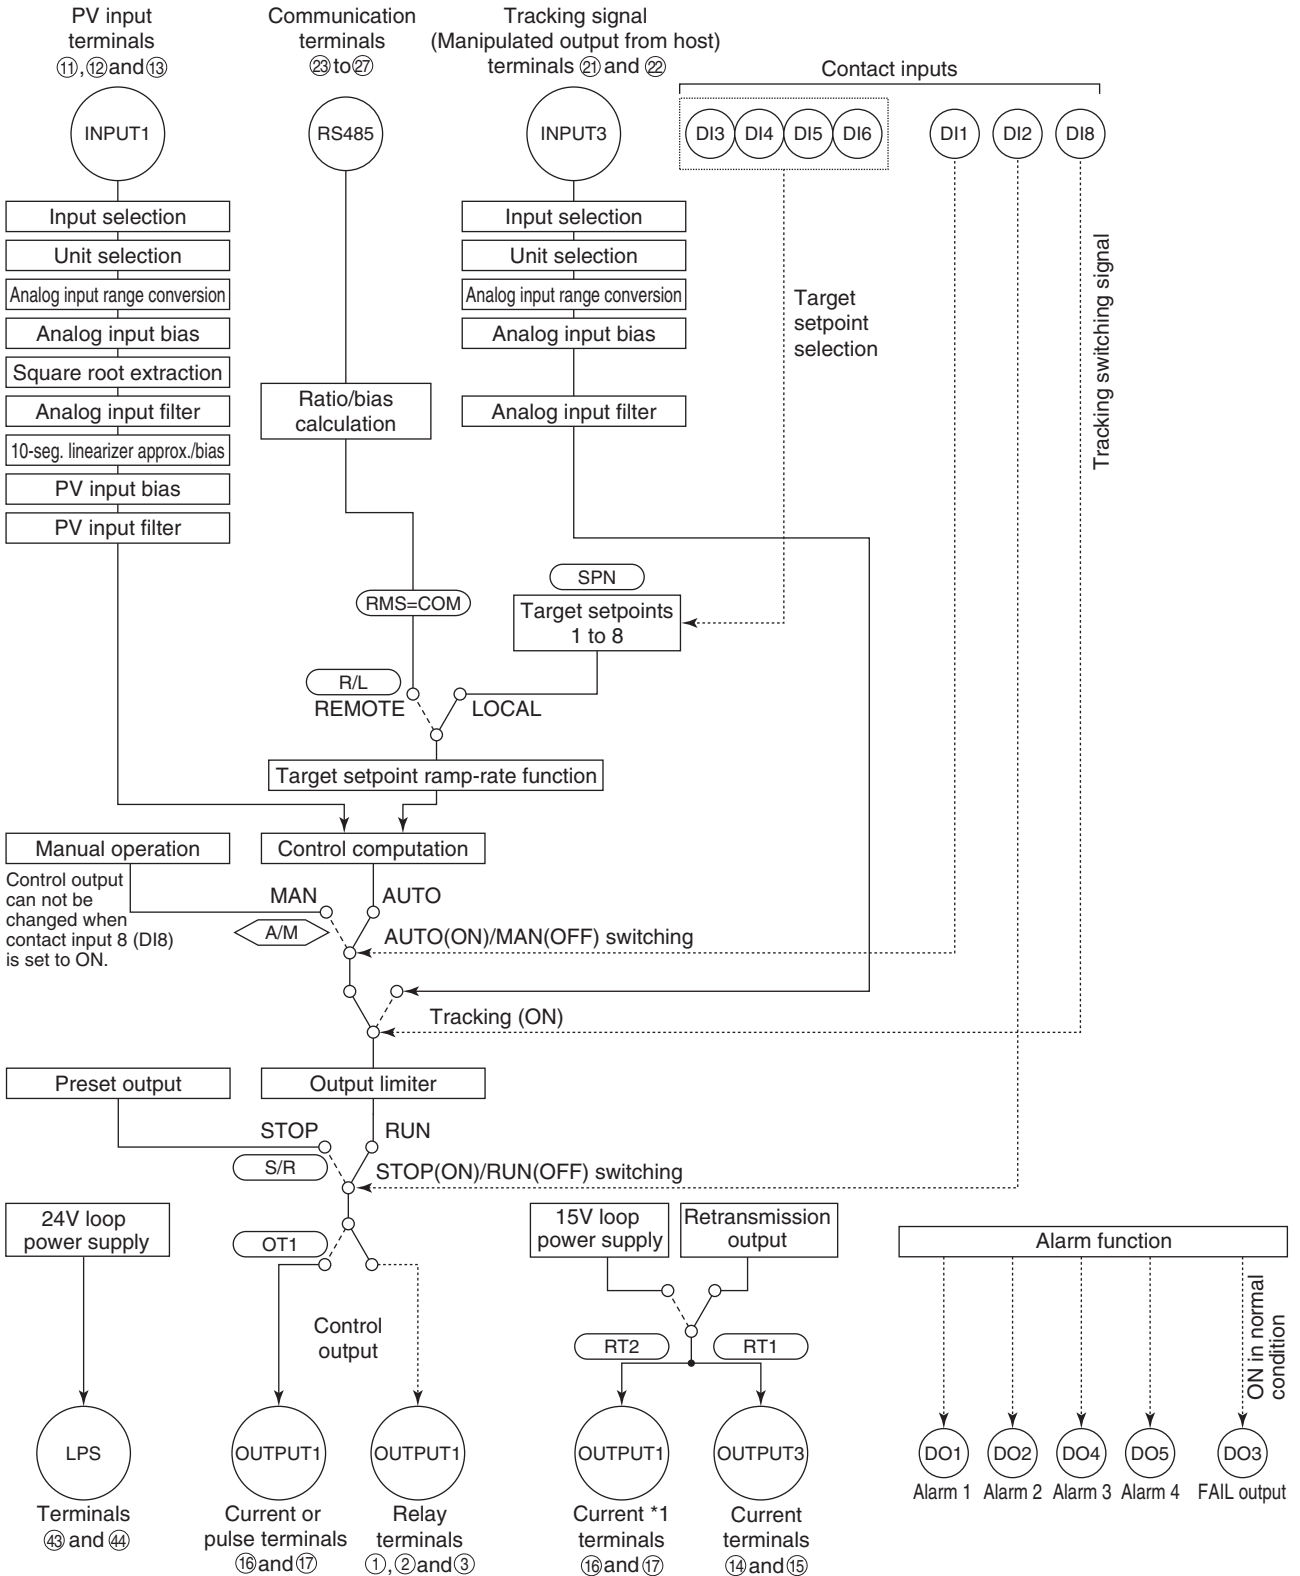 PV input
terminals
⑪,⑫and⑬
Communication
terminals
㉓to㉗
Tracking signal
(Manipulated output from host)
terminals ㉑ and ㉒
Contact inputs
INPUT1
RS485
INPUT3
DI3
DI4
DI5
DI6
DI1
DI2
DI8
Input selection
Unit selection
Analog input range conversion
Analog input bias
Square root extraction
Analog input filter
10-seg. linearizer approx./bias
PV input bias
PV input filter
Ratio/bias
calculation
Input selection
Unit selection
Analog input range conversion
Analog input bias
Analog input filter
Target
setpoint
selection
Tracking switching signal
RMS=COM
SPN
Target setpoints
1 to 8
R/L
REMOTE
LOCAL
Target setpoint ramp-rate function
Manual operation
Control computation
Control output
can not be
changed when
contact input 8 (DI8)
is set to ON.
MAN
AUTO
A/M
AUTO(ON)/MAN(OFF) switching
Tracking (ON)
Preset output
Output limiter
STOP
RUN
S/R
STOP(ON)/RUN(OFF) switching
24V loop
power supply
OT1
Control
output
15V loop
power supply
Retransmission
output
RT2
RT1
Alarm function
ON in normal
condition
LPS
OUTPUT1
OUTPUT1
OUTPUT1
OUTPUT3
DO1
DO2
DO4
DO5
DO3
Alarm 1
Alarm 2
Alarm 3
Alarm 4
FAIL output
Terminals
㊸ and ㊹
Current or
pulse terminals
⑯and⑰
Relay
terminals
①,②and③
Current *1
terminals
⑯and⑰
Current
terminals
⑭and⑮